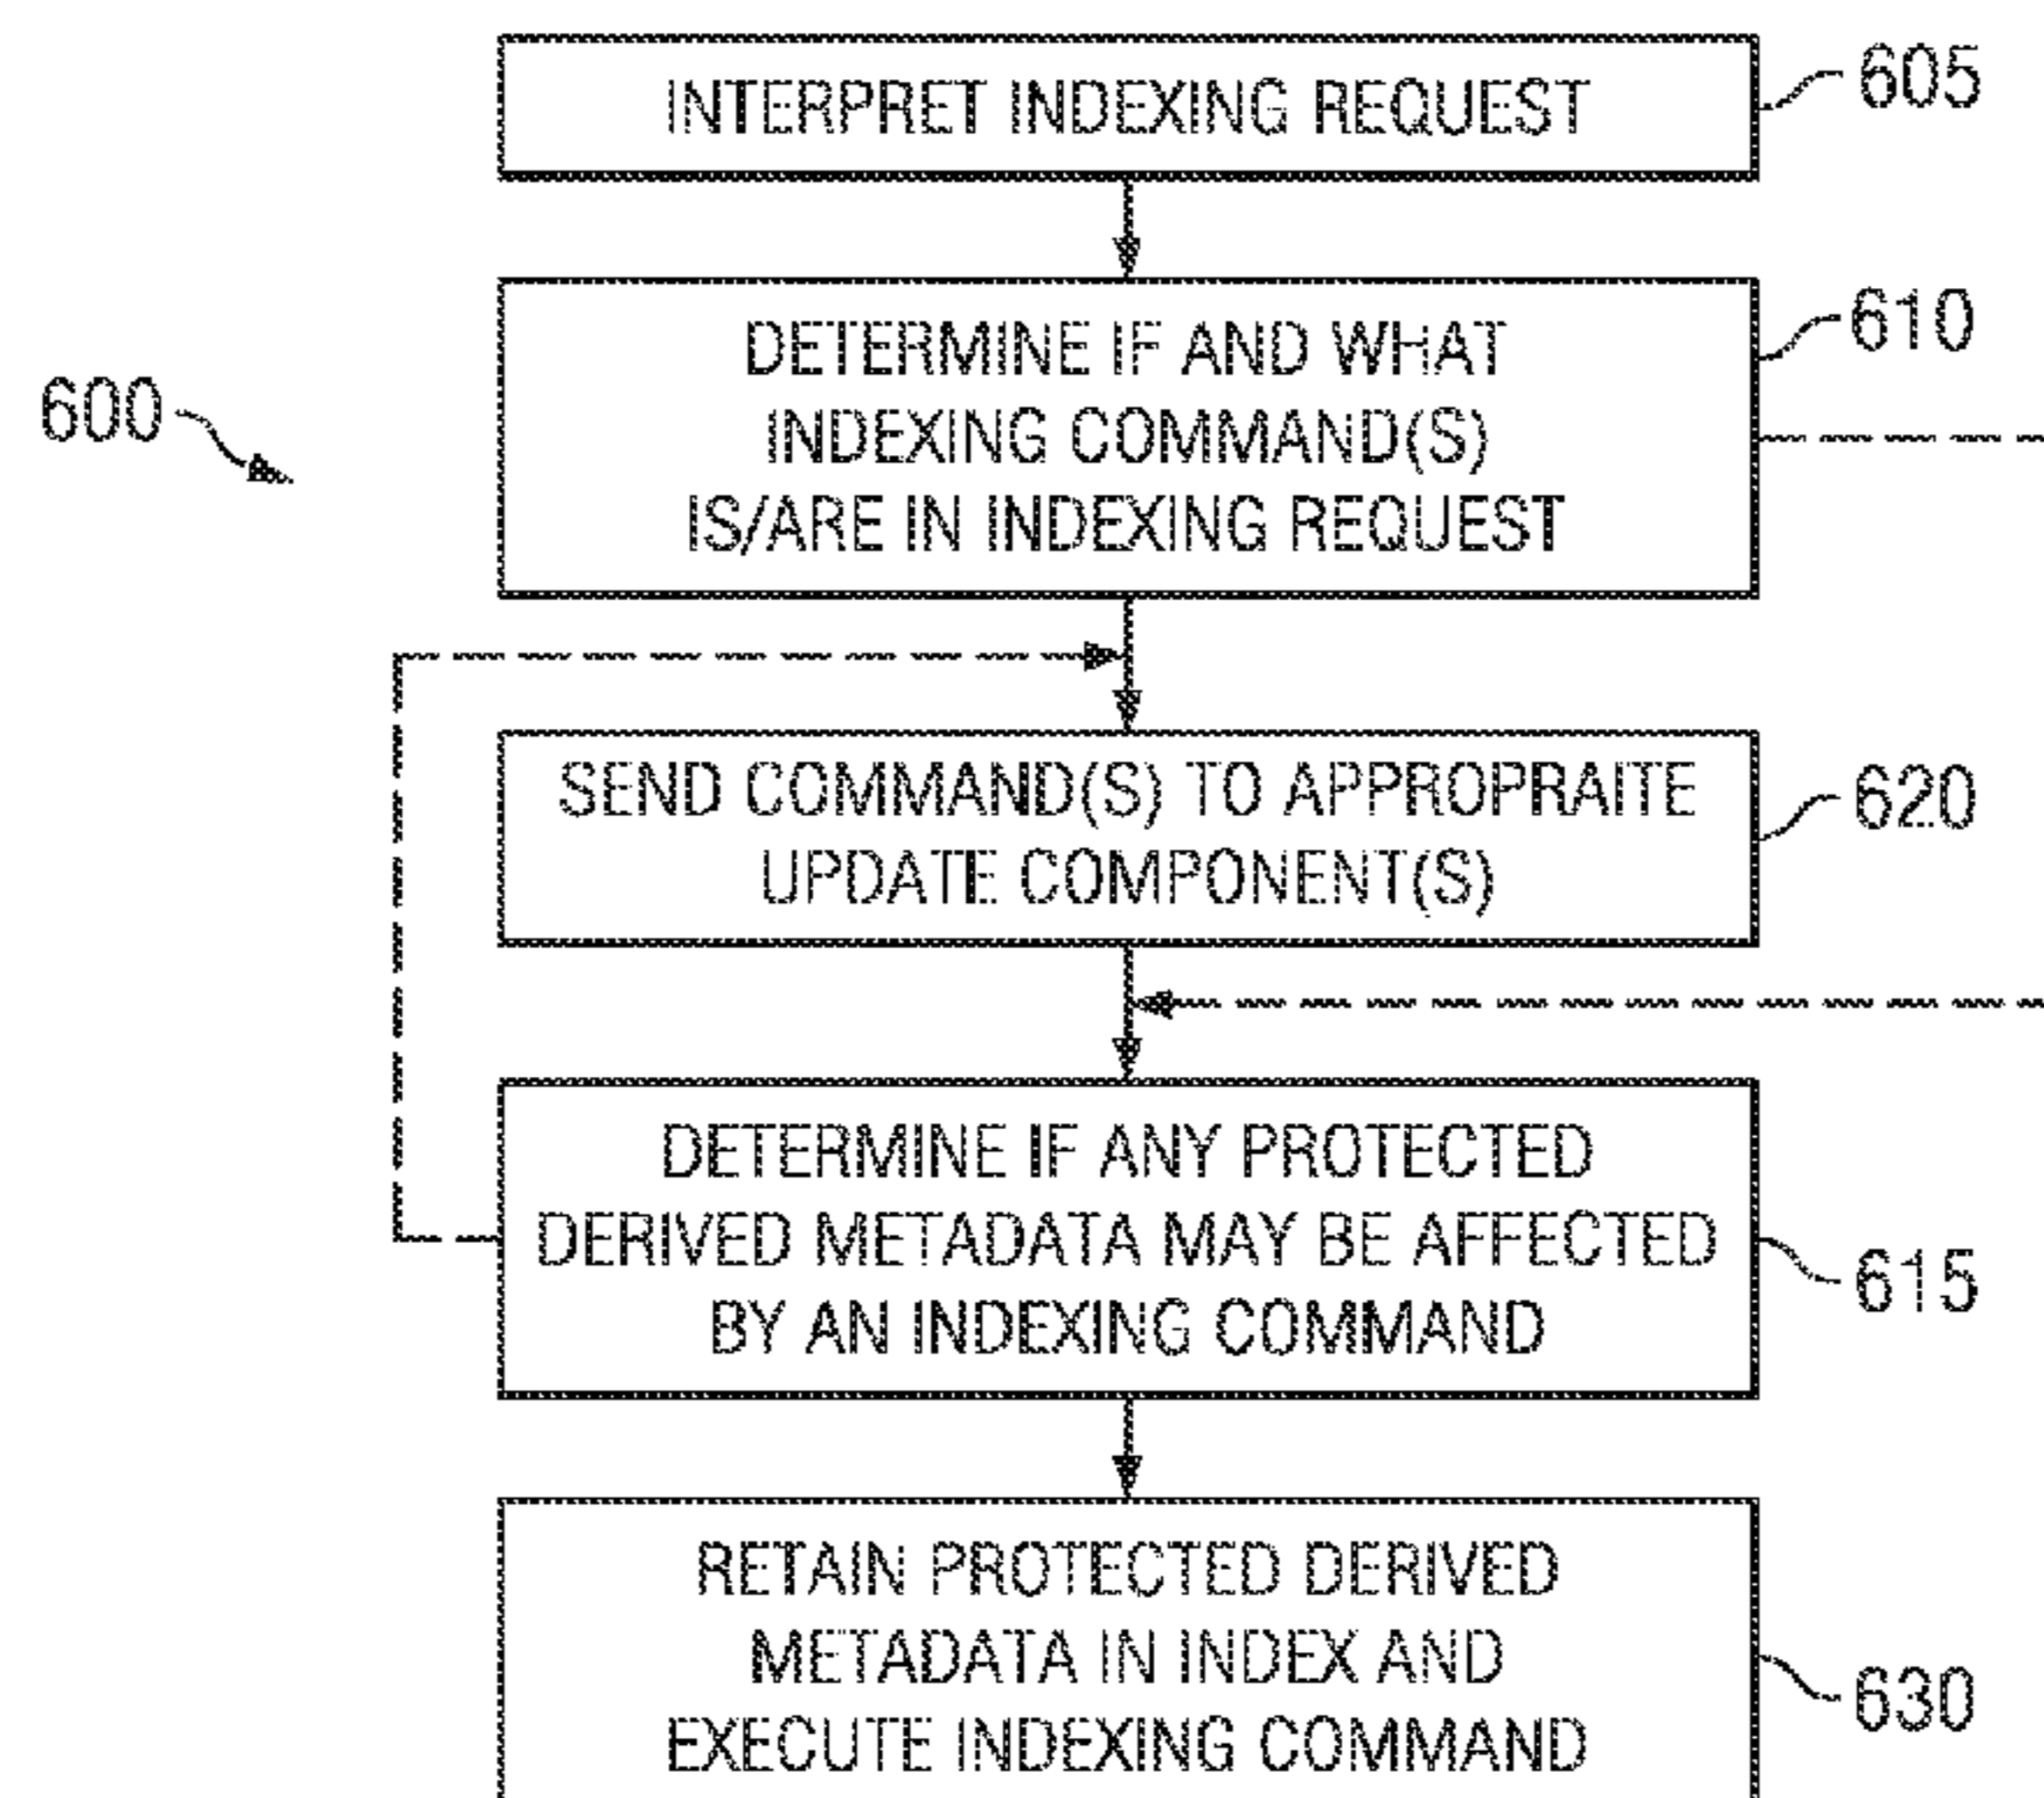 INTERPRET INDEXING REQUEST
605
DETERMINE IF AND WHAT
INDEXING COMMAND(S)
IS/ARE IN INDEXING REQUEST
610
600
SEND COMMAND(S) TO APPROPRAITE
UPDATE COMPONENT(S)
620
DETERMINE IF ANY PROTECTED
DERIVED METADATA MAY BE AFFECTED
BY AN INDEXING COMMAND
615
RETAIN PROTECTED DERIVED
METADATA IN INDEX AND
EXECUTE INDEXING COMMAND
630